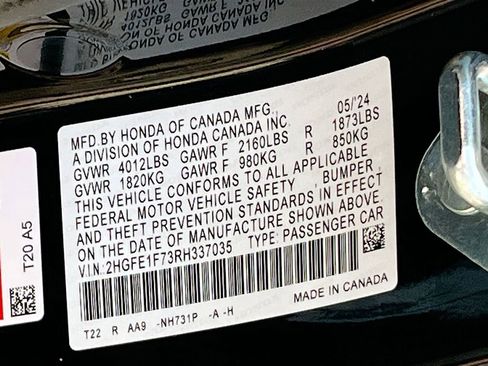 MFD.BY HONDA OF CANADA MFG. 05/'24
A DIVISION OF HONDA CANADA INC.
GVWR 4012LBS GAWR F 2160LBS R 1873LBS
GVWR 1820KG GAWR F 980KG R 850KG
THIS VEHICLE CONFORMS TO ALL APPLICABLE
FEDERAL MOTOR VEHICLE SAFETY, BUMPER,
AND THEFT PREVENTION STANDARDS IN EFFECT
ON THE DATE OF MANUFACTURE SHOWN ABOVE.
V.I.N: 2HGFE1F73RH337035 TYPE: PASSENGER CAR
MADE IN CANADA
T22 R AA9 -NH731P -A -H
T20 A5